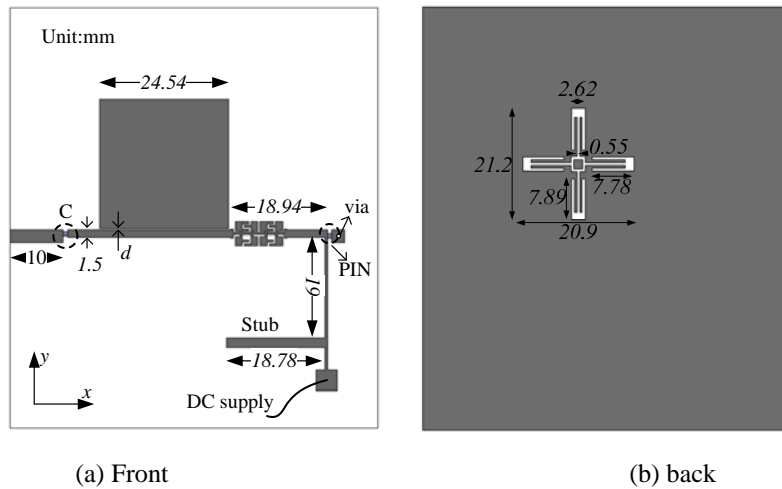 Unit:mm
24.54
C
18.94
via
10
1.5
d
PIN
19
Stub
18.78
y
x
DC supply
(a) Front
2.62
0.55
21.2
7.89
7.78
20.9
(b) back